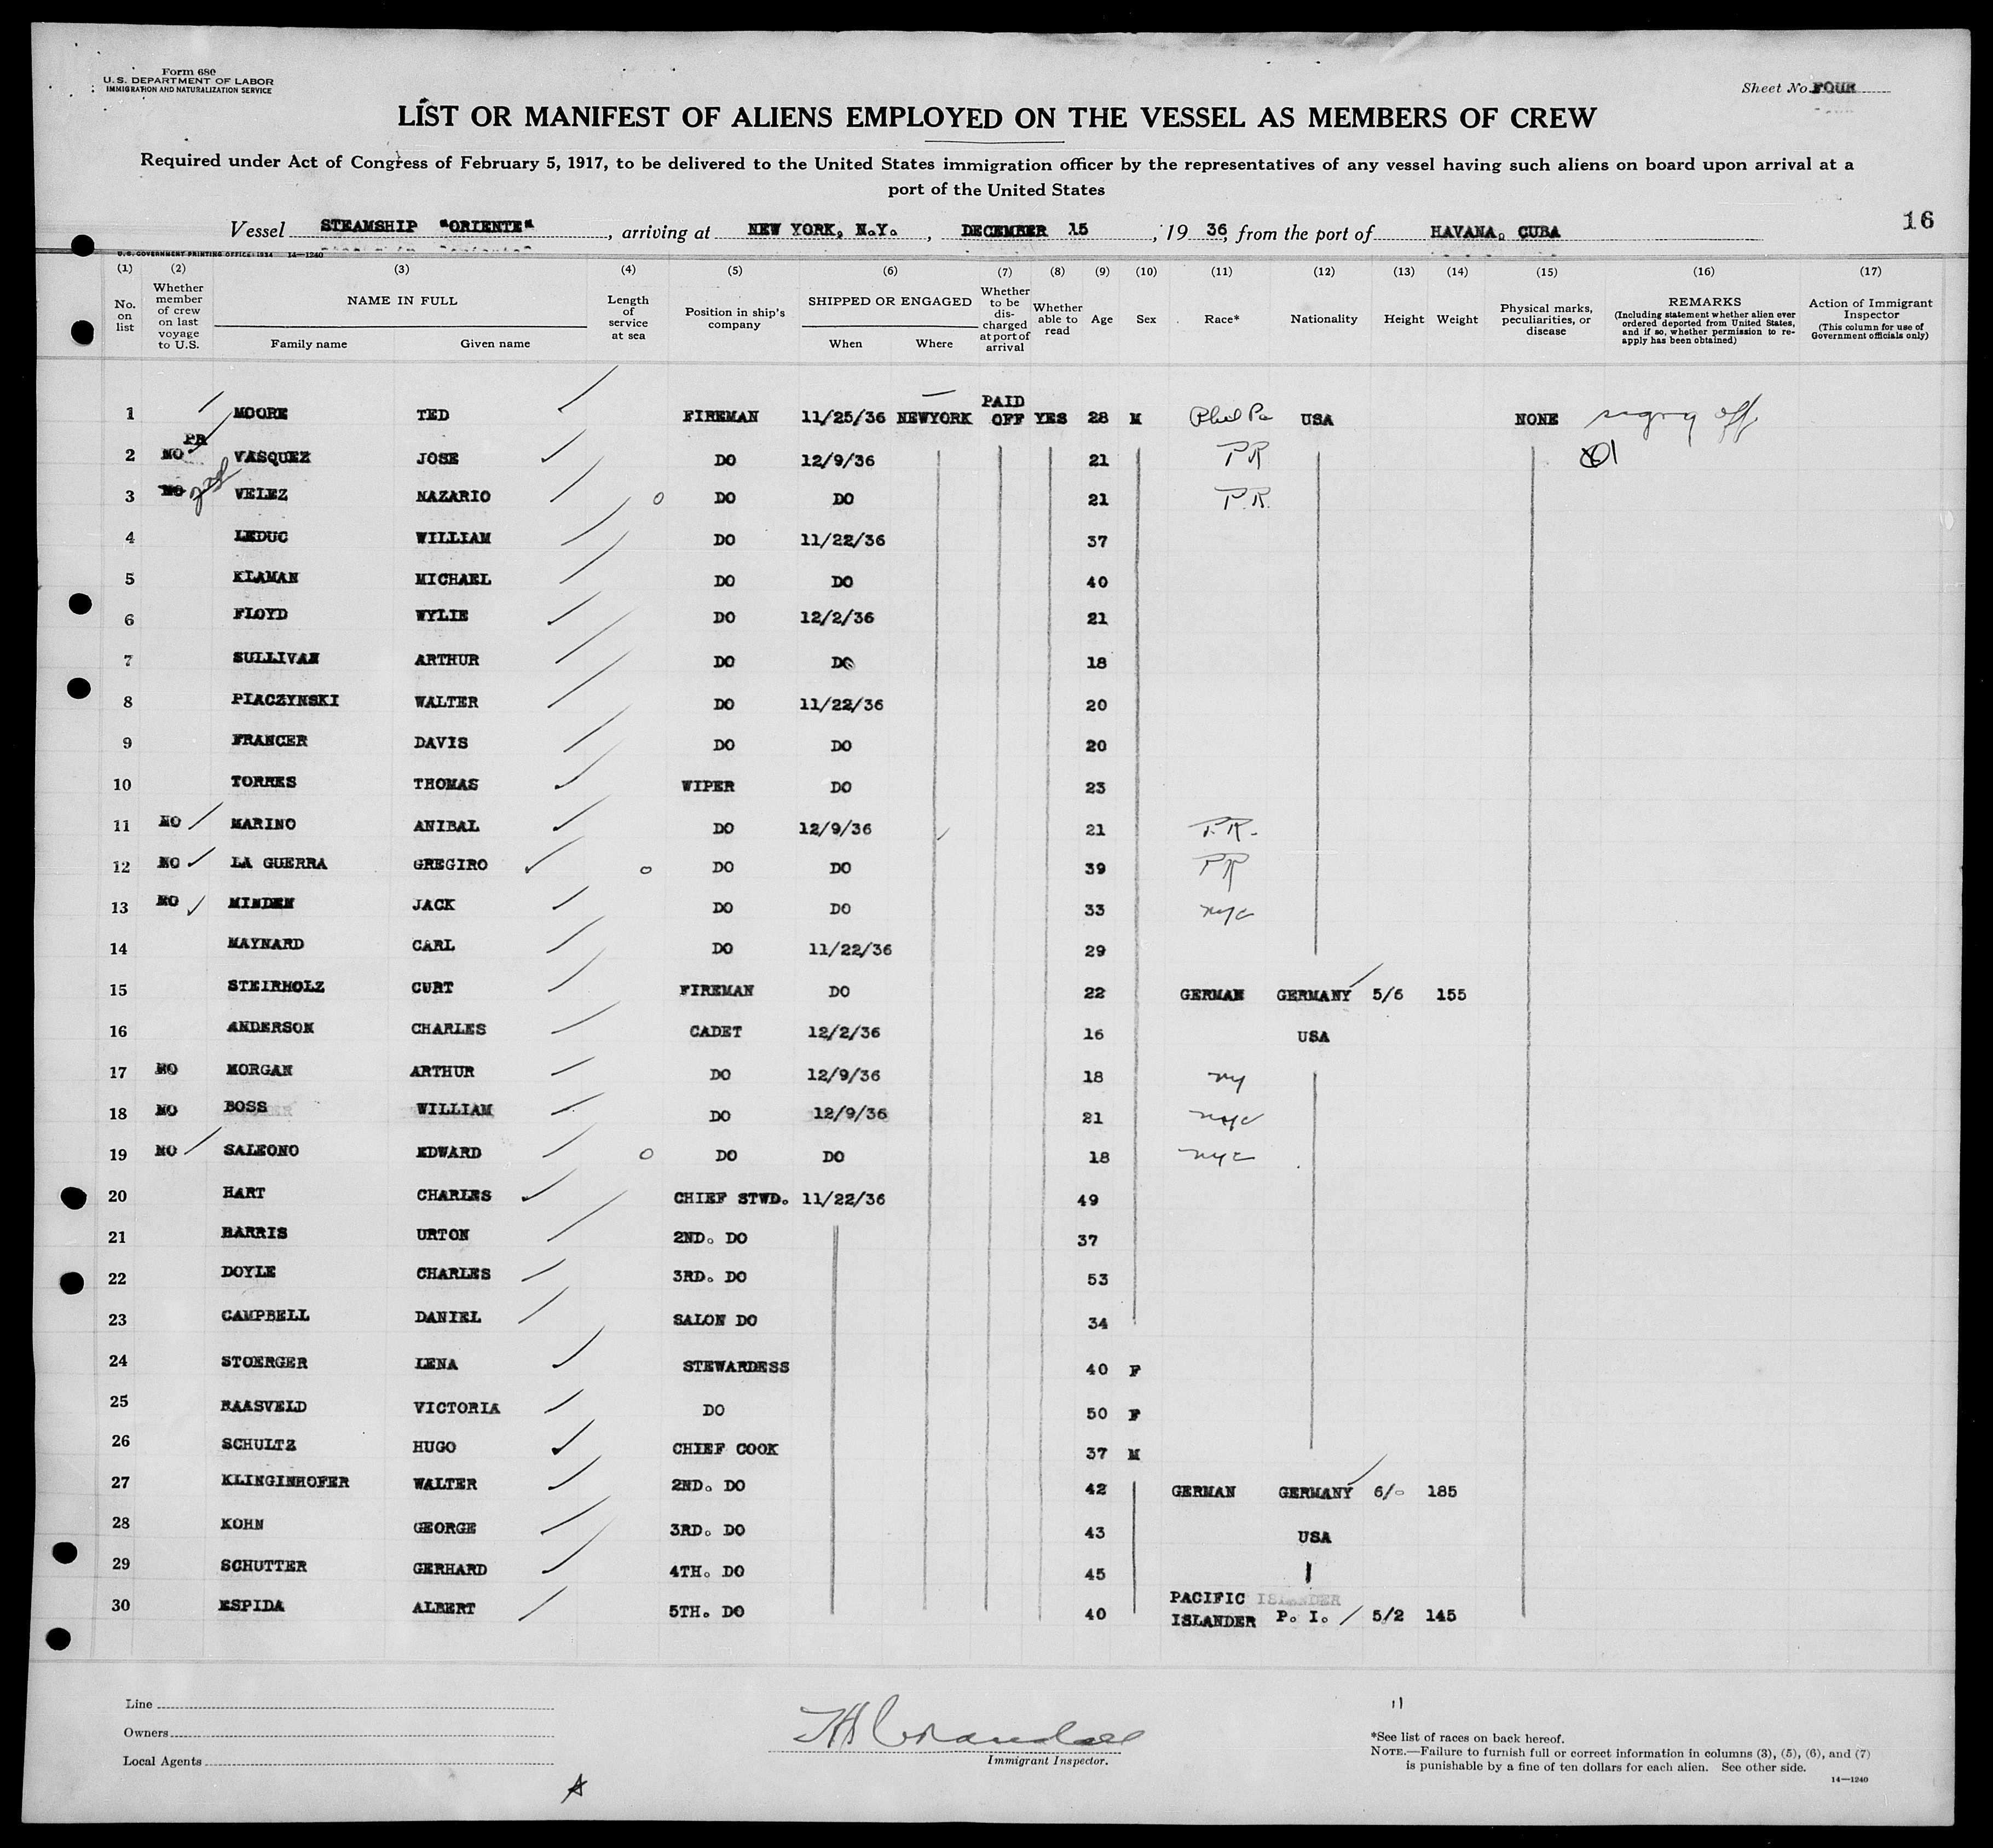 Form 680
U. S. DEPARTMENT OF LABOR
IMMIGRATION AND NATURALIZATION SERVICE
Sheet No. FOUR
LIST OR MANIFEST OF ALIENS EMPLOYED ON THE VESSEL AS MEMBERS OF CREW
Required under Act of Congress of February 5, 1917, to be delivered to the United States immigration officer by the representatives of any vessel having such aliens on board upon arrival at a
port of the United States
16
Vessel STEAMSHIP "ORIENTE", arriving at NEW YORK, N.Y., DECEMBER 15, 19 36, from the port of HAVANA, CUBA
U. S. GOVERNMENT PRINTING OFFICE: 1934 14—1240
(1) (2) (3) (4) (5) (6) (7) (8) (9) (10) (11) (12) (13) (14) (15) (16) (17)
No. on list
Whether member of crew on last voyage to U.S.
NAME IN FULL
Family name Given name
Length of service at sea
Position in ship's company
SHIPPED OR ENGAGED
When Where
Whether to be discharged at port of arrival
Whether able to read
Age
Sex
Race*
Nationality
Height
Weight
Physical marks, peculiarities, or disease
REMARKS
(Including statement whether alien ever ordered deported from United States, and if so, whether permission to re-apply has been obtained)
Action of Immigrant Inspector
(This column for use of Government officials only)
1 MOORE TED FIREMAN 11/25/36 NEWYORK PAID OFF YES 28 M Phil Pa USA NONE
2 NO PR VASQUEZ JOSE DO 12/9/36 21 PR
3 NO VELEZ NAZARIO DO DO 21 P.R.
4 LEDUC WILLIAM DO 11/22/36 37
5 KLAMAN MICHAEL DO DO 40
6 FLOYD WYLIE DO 12/2/36 21
7 SULLIVAN ARTHUR DO DO 18
8 PIACZYNSKI WALTER DO 11/22/36 20
9 FRANCER DAVIS DO DO 20
10 TORRES THOMAS WIPER DO 23
11 NO MARINO ANIBAL DO 12/9/36 21 P.R.
12 NO LA GUERRA GREGIRO DO DO 39 PR
13 NO MINDEN JACK DO DO 33 nyc
14 MAYNARD CARL DO 11/22/36 29
15 STEIRHOLZ CURT FIREMAN DO 22 GERMAN GERMANY 5/6 155
16 ANDERSON CHARLES CADET 12/2/36 16 USA
17 NO MORGAN ARTHUR DO 12/9/36 18 ny
18 NO BOSS WILLIAM DO 12/9/36 21 nyc
19 NO SALEONO EDWARD DO DO 18 nyc
20 HART CHARLES CHIEF STWD. 11/22/36 49
21 HARRIS URTON 2ND. DO 37
22 DOYLE CHARLES 3RD. DO 53
23 CAMPBELL DANIEL SALON DO 34
24 STOERGER LENA STEWARDESS 40 F
25 RAASVELD VICTORIA DO 50 F
26 SCHULTZ HUGO CHIEF COOK 37 M
27 KLINGINHOFER WALTER 2ND. DO 42 GERMAN GERMANY 6/0 185
28 KOHN GEORGE 3RD. DO 43 USA
29 SCHUTTER GERHARD 4TH. DO 45
30 ESPIDA ALBERT 5TH. DO 40 PACIFIC ISLANDER P. I. 5/2 145
Line
Owners
Local Agents
Immigrant Inspector.
*See list of races on back hereof.
NOTE.—Failure to furnish full or correct information in columns (3), (5), (6), and (7)
is punishable by a fine of ten dollars for each alien. See other side.
14—1240